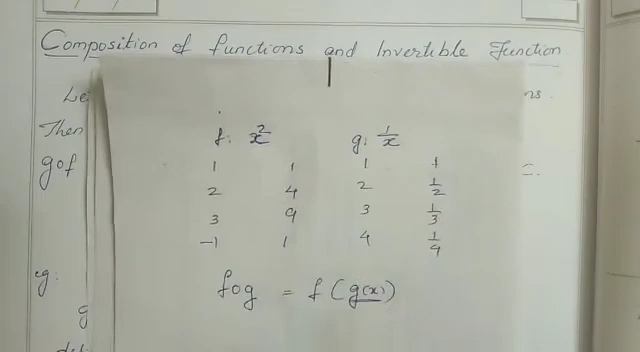 Composition of functions and Invertible Function
Le ns.
Then
gof
f: x² g: 1/x
1 1 1 1
2 4 2 1/2
3 9 3 1/3
-1 1 4 1/4
eg:
fog = f(g(x))
g